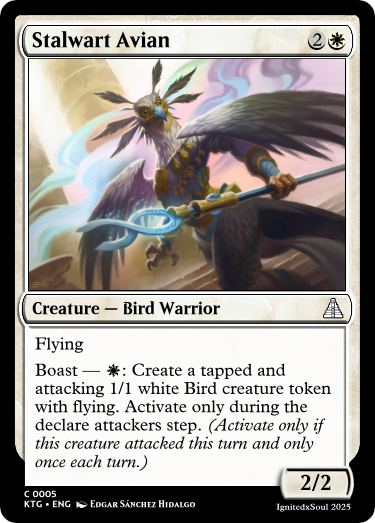 Stalwart Avian 2
Creature — Bird Warrior
Flying
Boast — : Create a tapped and
attacking 1/1 white Bird creature token
with flying. Activate only during the
declare attackers step. (Activate only if
this creature attacked this turn and only
once each turn.)
2/2
C 0005
KTG • ENG Edgar Sánchez Hidalgo
IgnitedxSoul 2025